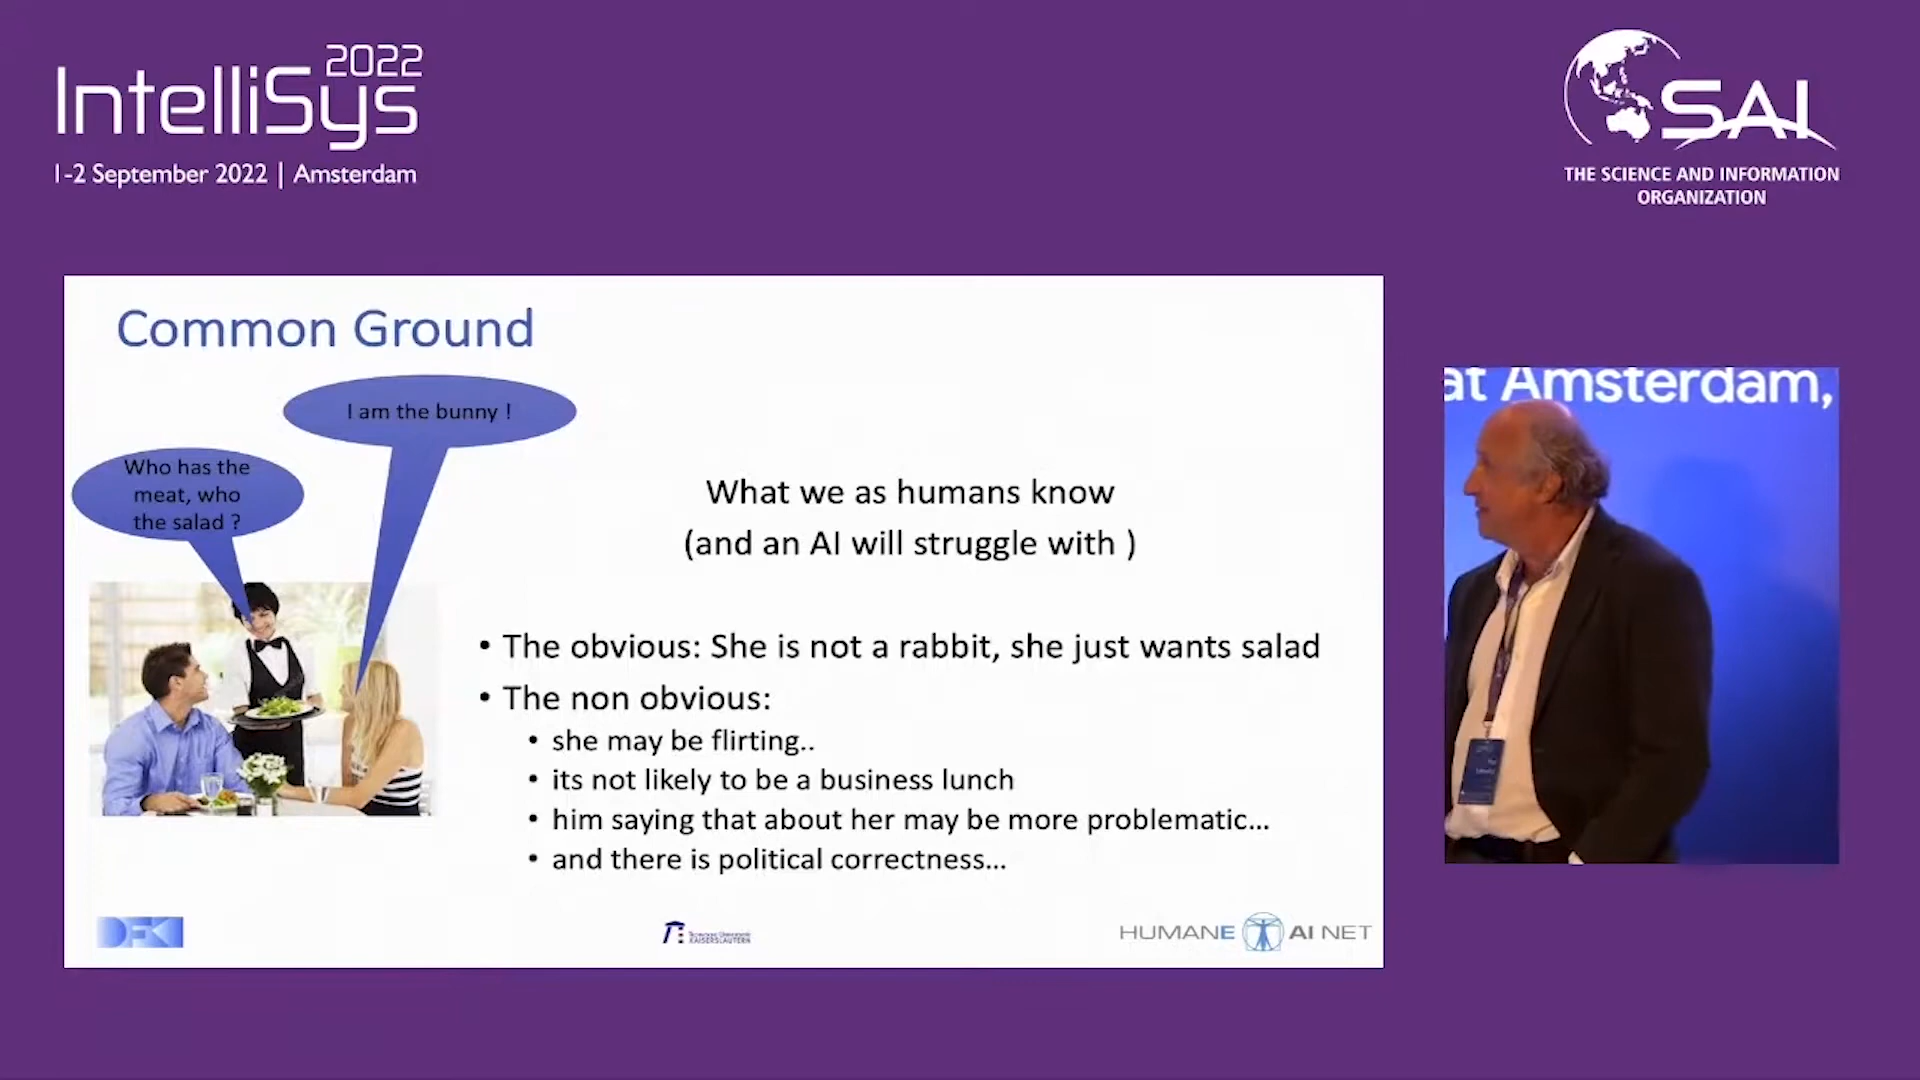 IntelliSys 2022
1-2 September 2022 | Amsterdam
SAI
THE SCIENCE AND INFORMATION
ORGANIZATION
Common Ground
I am the bunny !
Who has the
meat, who
the salad ?
What we as humans know
(and an AI will struggle with )
• The obvious: She is not a rabbit, she just wants salad
• The non obvious:
• she may be flirting..
• its not likely to be a business lunch
• him saying that about her may be more problematic...
• and there is political correctness...
DFKI
TECHNISCHE UNIVERSITÄT
KAISERSLAUTERN
HUMANE AI NET
at Amsterdam,